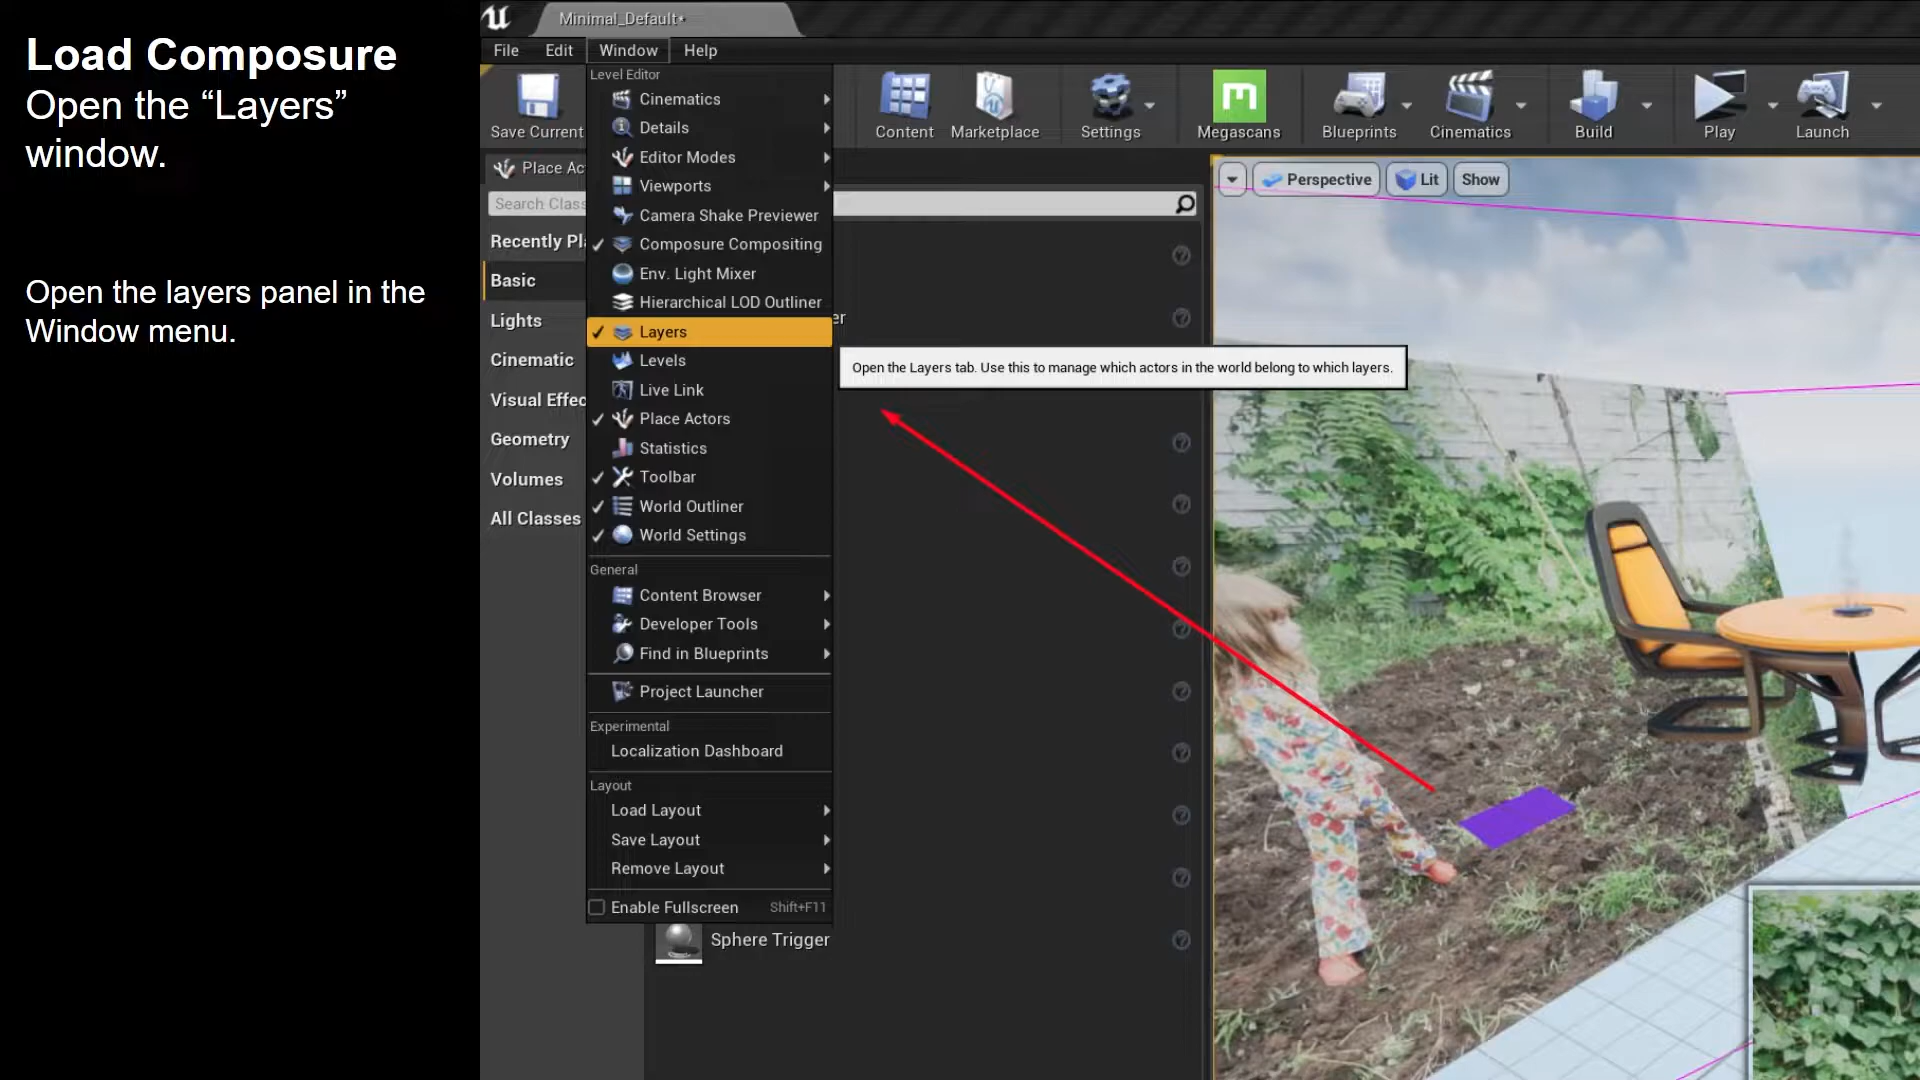 Load Composure
Open the “Layers”
window.
Open the layers panel in the
Window menu.
Minimal_Default*
File Edit Window Help
Save Current
Content
Marketplace
Settings
Megascans
Blueprints
Cinematics
Build
Play
Launch
Level Editor
Cinematics
Details
Editor Modes
Viewports
Camera Shake Previewer
Composure Compositing
Env. Light Mixer
Hierarchical LOD Outliner
Layers
Levels
Live Link
Place Actors
Statistics
Toolbar
World Outliner
World Settings
General
Content Browser
Developer Tools
Find in Blueprints
Project Launcher
Experimental
Localization Dashboard
Layout
Load Layout
Save Layout
Remove Layout
Enable Fullscreen Shift+F11
Place Ac
Search Clas
Recently Pl
Basic
Lights
Cinematic
Visual Effec
Geometry
Volumes
All Classes
er
Open the Layers tab. Use this to manage which actors in the world belong to which layers.
Sphere Trigger
Perspective Lit Show